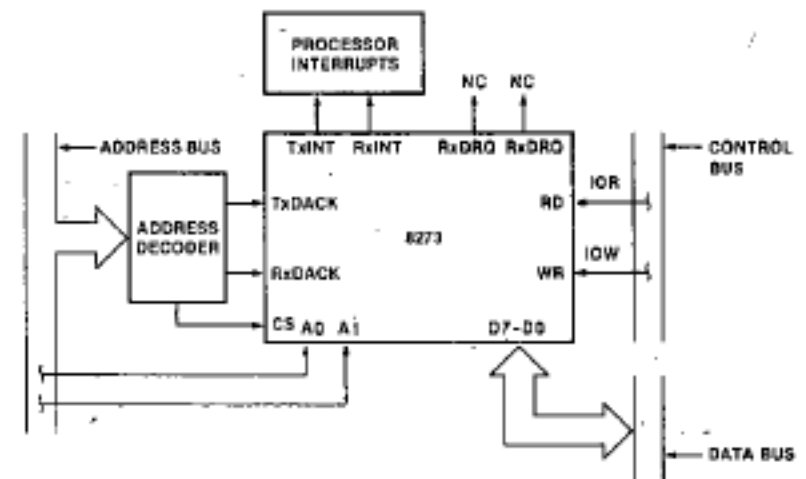 PROCESSOR
INTERRUPTS
NC NC
ADDRESS BUS
TxINT RxINT RxDRQ RxDRQ
CONTROL
BUS
IOR
TxDACK
RD
ADDRESS
DECODER
8273
IOW
RxDACK
WR
CS A0 A1
D7-D0
DATA BUS